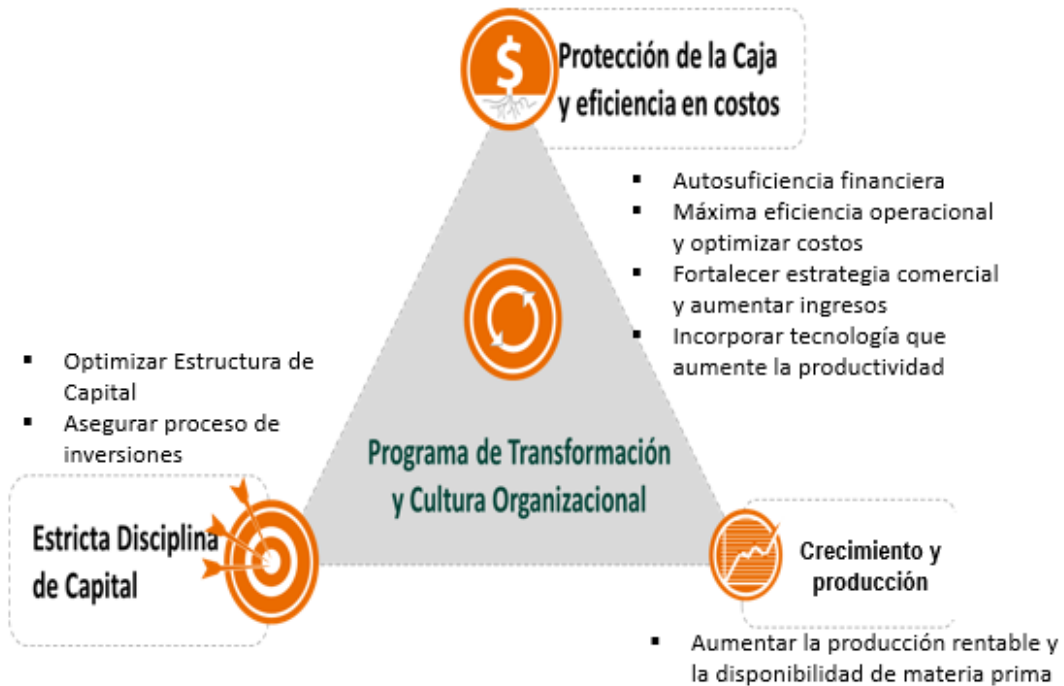 $
Protección de la Caja
y eficiencia en costos
▪ Autosuficiencia financiera
▪ Máxima eficiencia operacional
y optimizar costos
▪ Fortalecer estrategia comercial
y aumentar ingresos
▪ Incorporar tecnología que
aumente la productividad
▪ Optimizar Estructura de
Capital
▪ Asegurar proceso de
inversiones
Programa de Transformación
y Cultura Organizacional
Estricta Disciplina
de Capital
Crecimiento y
producción
▪ Aumentar la producción rentable y
la disponibilidad de materia prima